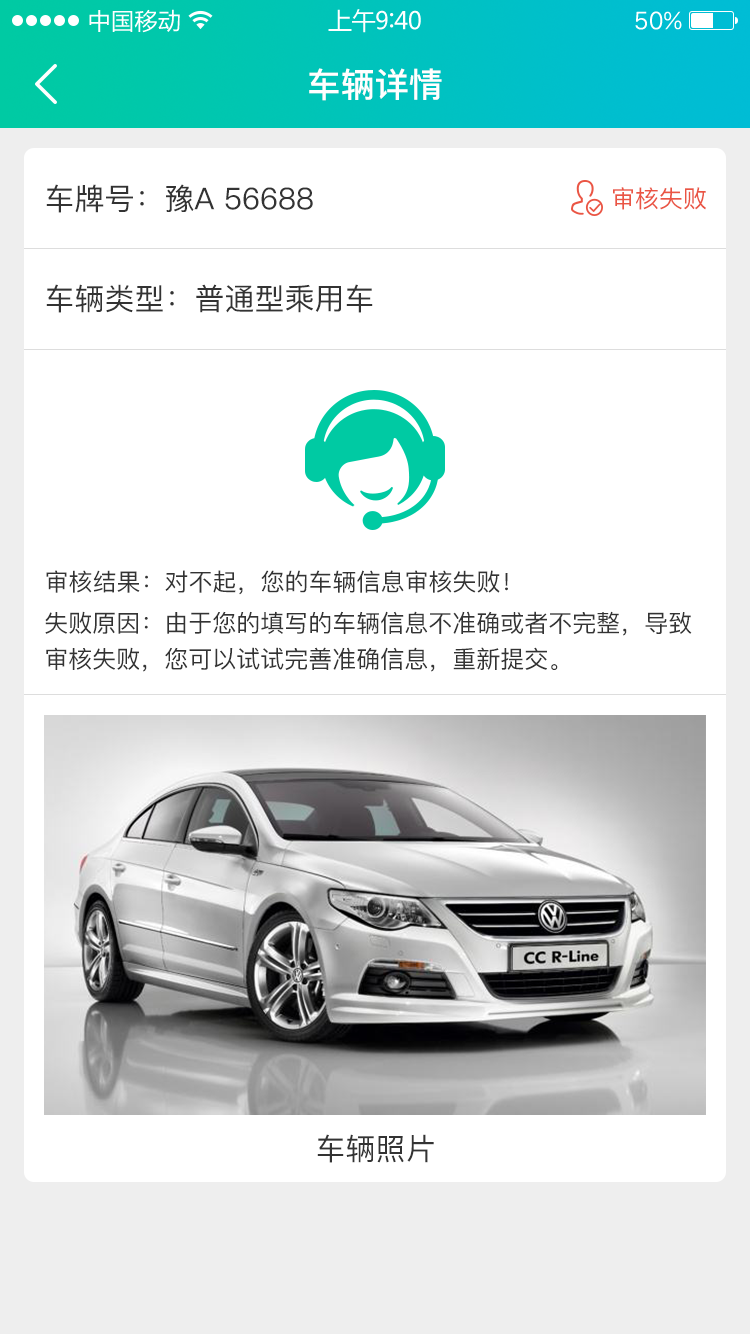 中国移动 上午9:40 50%
车辆详情
车牌号：豫A 56688 审核失败
车辆类型：普通型乘用车
审核结果：对不起，您的车辆信息审核失败！
失败原因：由于您的填写的车辆信息不准确或者不完整，导致
审核失败，您可以试试完善准确信息，重新提交。
CC R-Line
车辆照片